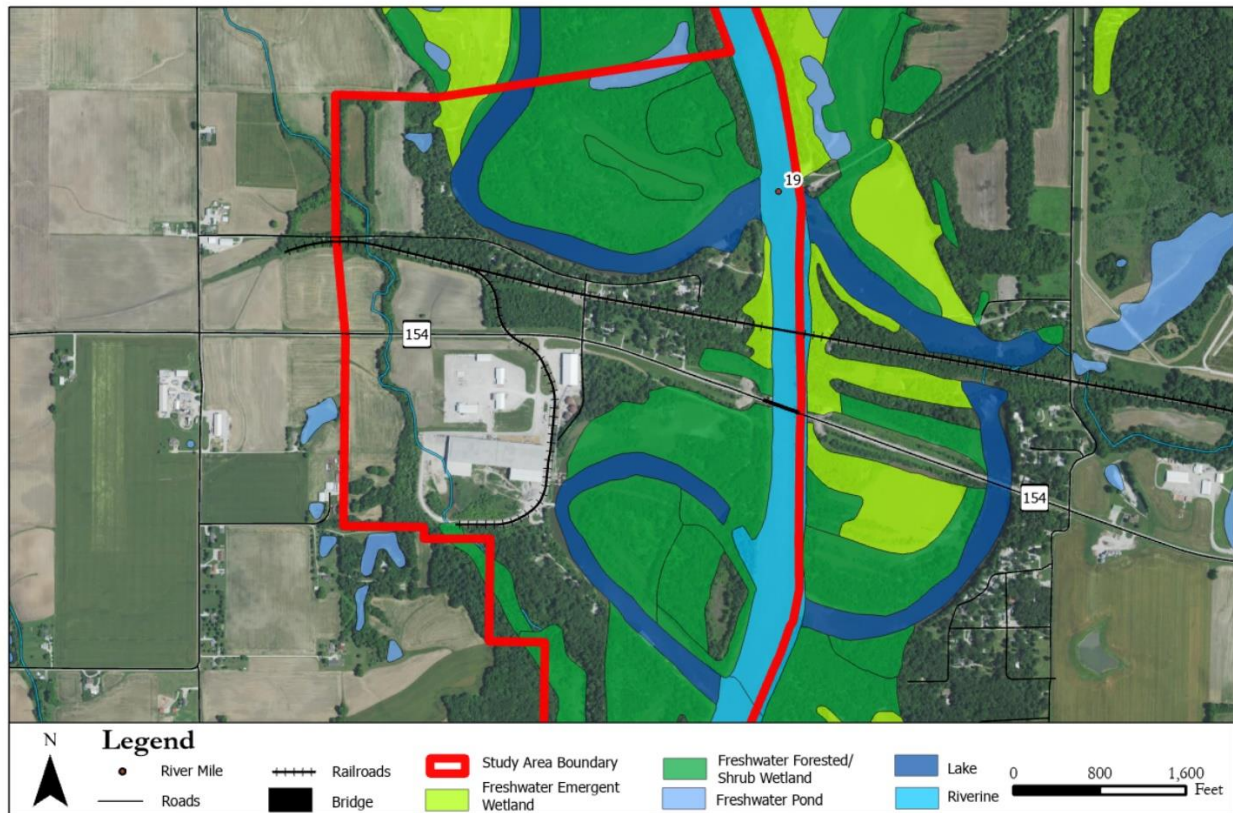 19
154
154
N
Legend
River Mile
Roads
Railroads
Bridge
Study Area Boundary
Freshwater Emergent
Wetland
Freshwater Forested/
Shrub Wetland
Freshwater Pond
Lake
Riverine
0 800 1,600
Feet